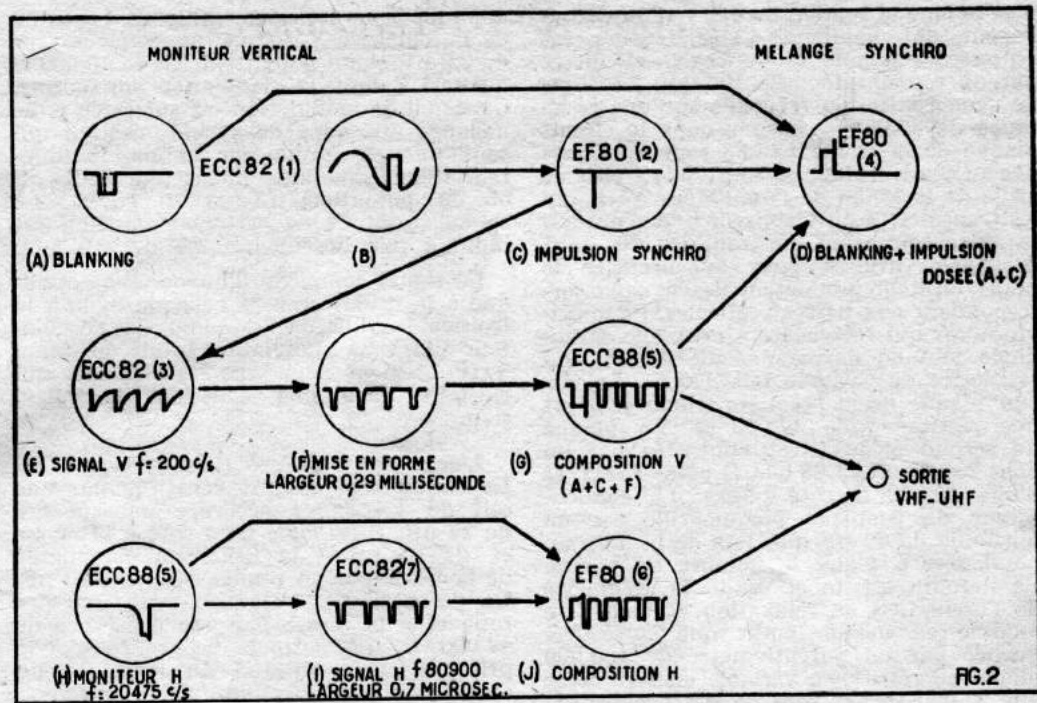 MONITEUR VERTICAL
MELANGE SYNCHRO
ECC82 (1)
EF80 (2)
EF80
(4)
(A) BLANKING
(B)
(C) IMPULSION SYNCHRO
(D) BLANKING + IMPULSION
DOSEE (A+C)
ECC82 (3)
ECC88 (5)
(E) SIGNAL V f = 200 c/s
(F) MISE EN FORME
LARGEUR 0,29 MILLISECONDE
(G) COMPOSITION V
(A + C + F)
SORTIE
VHF-UHF
ECC88 (5)
ECC82 (7)
EF80 (6)
(H) MONITEUR H
f = 20475 c/s
(I) SIGNAL H f 80900
LARGEUR 0,7 MICROSEC.
(J) COMPOSITION H
FIG.2